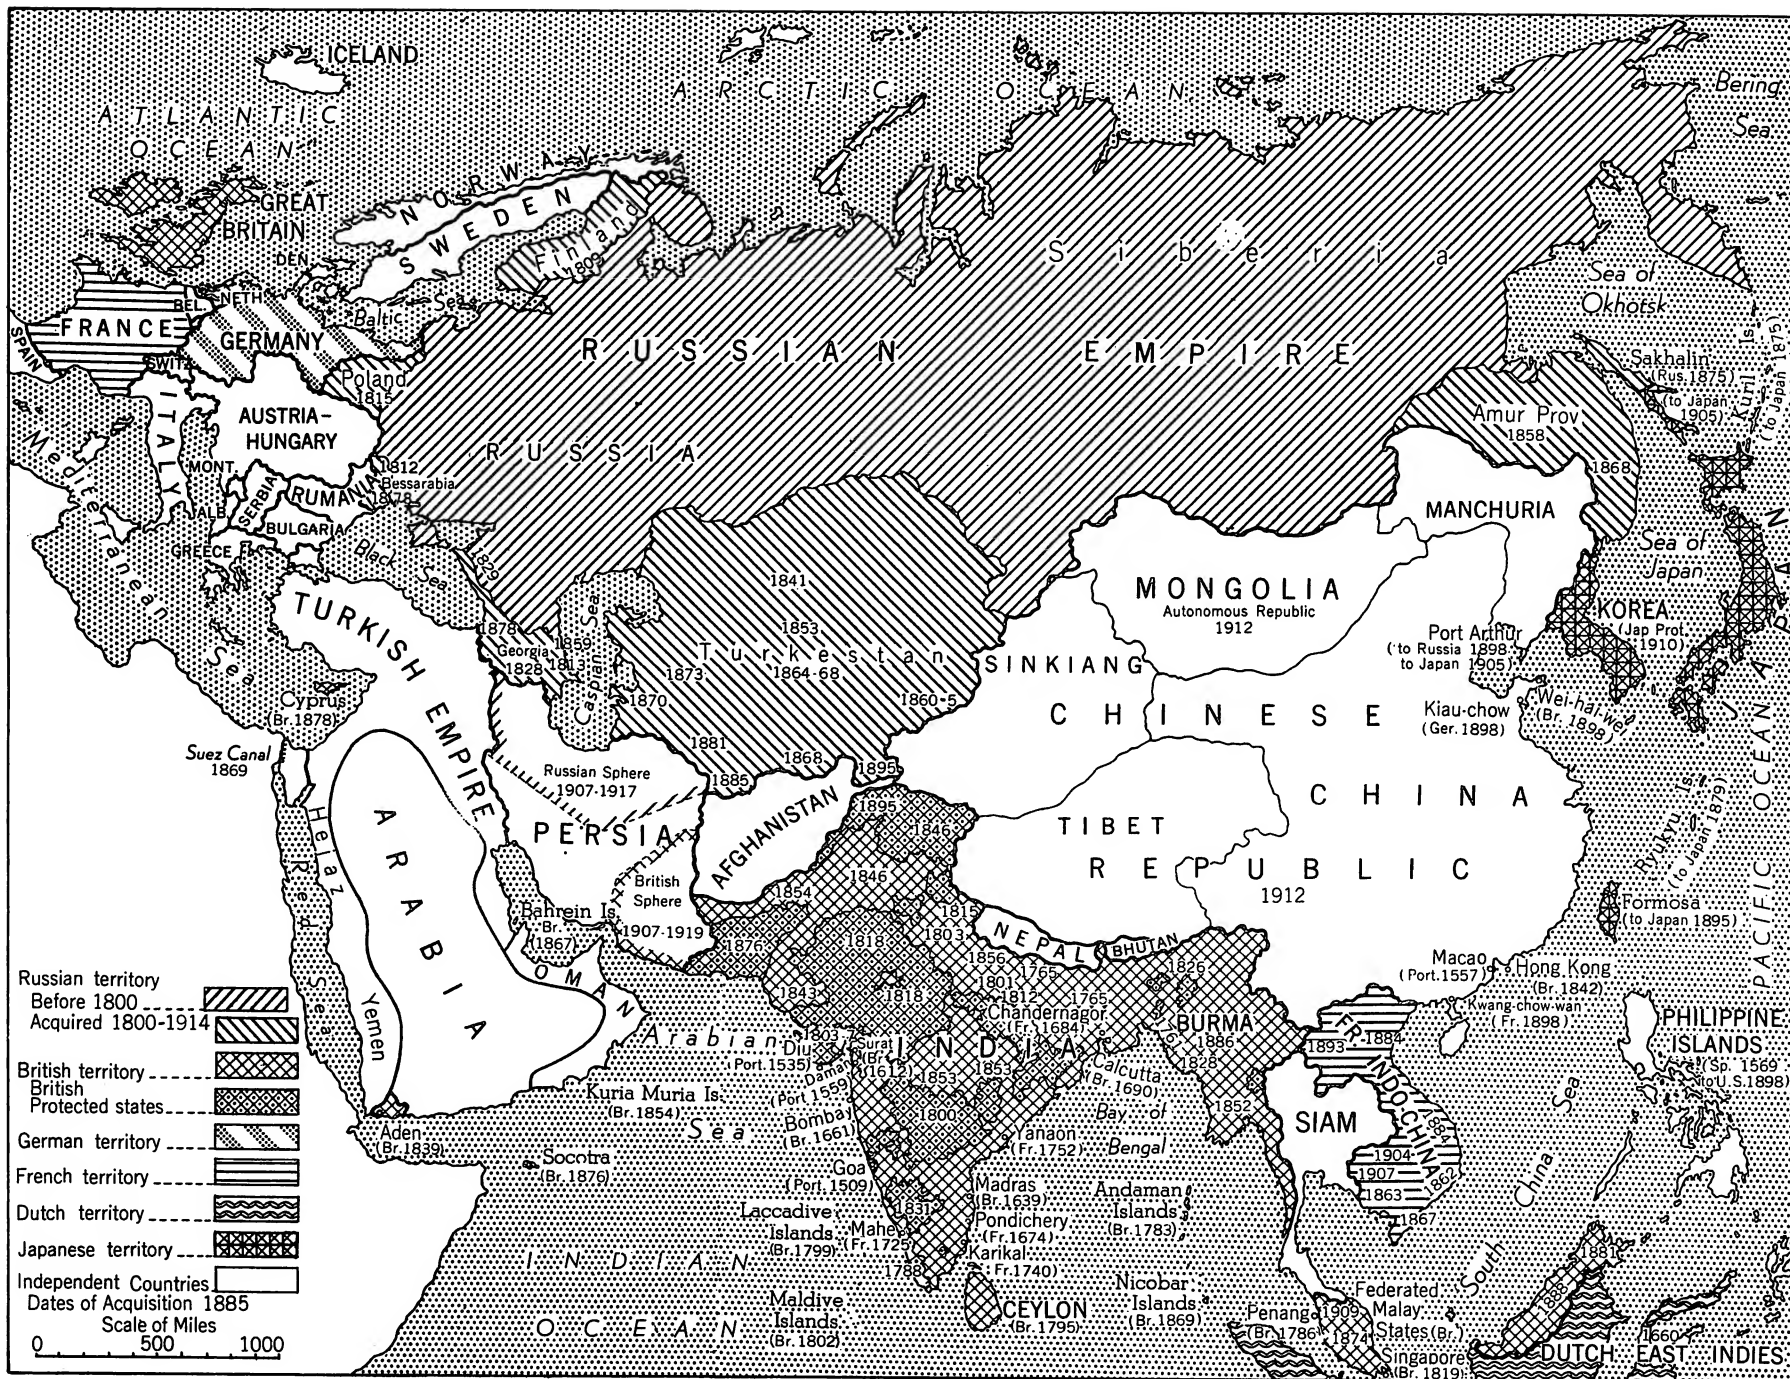 ICELAND
ARCTIC OCEAN
Bering
Sea
ATLANTIC
OCEAN
GREAT
BRITAIN
NORWAY
SWEDEN
Finland
1809
DEN.
Siberia
Sea of
Okhotsk
BEL.
NETH.
Baltic
Sea
FRANCE
GERMANY
SPAIN
SWITZ.
RUSSIAN EMPIRE
Sakhalin
(Rus. 1875)
(to Japan
1905)
Kuril Is.
(to Japan 1875)
Poland
1815
ITALY
AUSTRIA-
HUNGARY
RUSSIA
Amur Prov
1858
1868
Mediterranean
Sea
MONT.
1812
Bessarabia
1878
SERBIA
RUMANIA
ALB.
BULGARIA
GREECE
Black Sea
1829
MANCHURIA
Sea of
Japan
JAPAN
1841
MONGOLIA
Autonomous Republic
1912
TURKISH EMPIRE
1853
KOREA
(Jap Prot.
1910)
1878
Georgia
1828
1859
1813
Caspian Sea
Turkestan
1873
1864-68
1870
1860-5
SINKIANG
Port Arthur
(to Russia 1898
to Japan 1905)
Cyprus
(Br. 1878)
CHINESE
Kiau-chow
(Ger. 1898)
Wei-hai-wei
(Br. 1898)
Suez Canal
1869
1881
1868
1885
1895
Russian Sphere
1907-1917
CHINA
PACIFIC OCEAN
Hejaz
ARABIA
PERSIA
AFGHANISTAN
1895
1846
TIBET
Ryukyu Is.
(to Japan 1879)
Red Sea
British
Sphere
1907-1919
1846
1854
REPUBLIC
1912
Formosa
(to Japan 1895)
Bahrein Is.
Br.
(1867)
1876
1818
1815
1803
NEPAL
BHUTAN
OMAN
1856
1765
1826
Macao
(Port. 1557)
Hong Kong
(Br. 1842)
Kwang-chow-wan
(Fr. 1898)
Yemen
1843
1818
1801
1812
1765
Chandernagor
(Fr. 1684)
BURMA
1886
PHILIPPINE
ISLANDS
(Sp. 1569
to U.S. 1898)
Arabian
Sea
1803
Diu
(Port. 1535)
Surat
(Br.
1612)
INDIA
Calcutta
(Br. 1690)
1828
1893
1884
FR. INDOCHINA
Daman
(Port. 1559)
1853
1853
Kuria Muria Is.
(Br. 1854)
Bombay
(Br. 1661)
1800
Bay of
Bengal
1852
SIAM
1884
Aden
(Br. 1839)
Socotra
(Br. 1876)
Yanaon
(Fr. 1752)
1904
1907
1863
1862
1867
South China Sea
Goa
(Port. 1509)
Madras
(Br. 1639)
Andaman
Islands
(Br. 1783)
Laccadive
Islands
(Br. 1799)
1831
Mahe
(Fr. 1725)
Pondichery
(Fr. 1674)
Karikal
Fr. 1740)
1788
INDIAN
OCEAN
Maldive
Islands
(Br. 1802)
CEYLON
(Br. 1795)
Nicobar
Islands
(Br. 1869)
Penang
(Br. 1786)
1909
1874
Federated
Malay
States (Br.)
Singapore
(Br. 1819)
1881
1888
1660
DUTCH EAST INDIES
Russian territory
Before 1800
Acquired 1800-1914
British territory
British
Protected states
German territory
French territory
Dutch territory
Japanese territory
Independent Countries
Dates of Acquisition 1885
Scale of Miles
0 500 1000